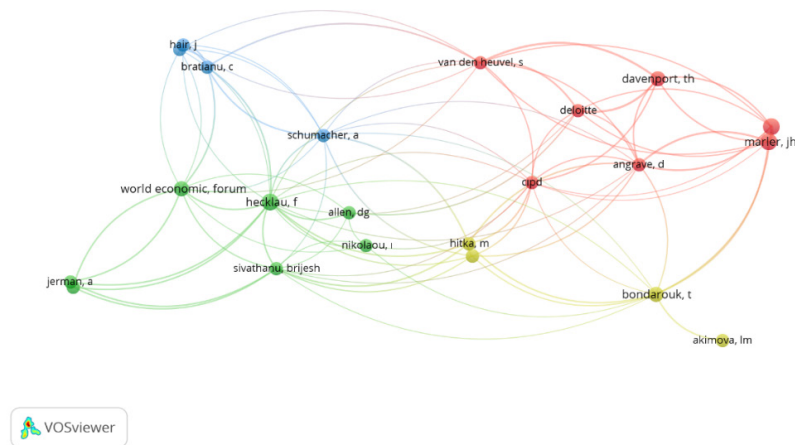 hair, j
bratianu, c
van den heuvel, s
davenport, th
deloitte
schumacher, a
marler, jh
angrave, d
cipd
world economic, forum
hecklau, f
allen, dg
nikolaou, i
hitka, m
sivathanu, brijesh
jerman, a
bondarouk, t
akimova, lm
VOSviewer